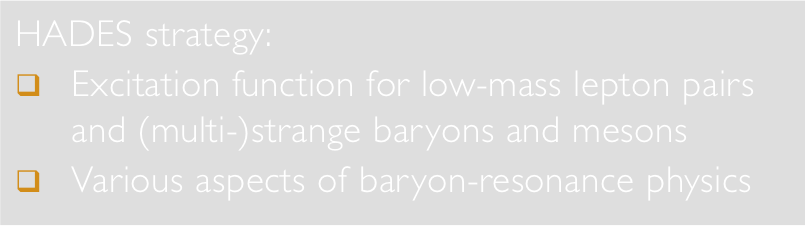 HADES strategy:
❑ Excitation function for low-mass lepton pairs
and (multi-)strange baryons and mesons
❑ Various aspects of baryon-resonance physics